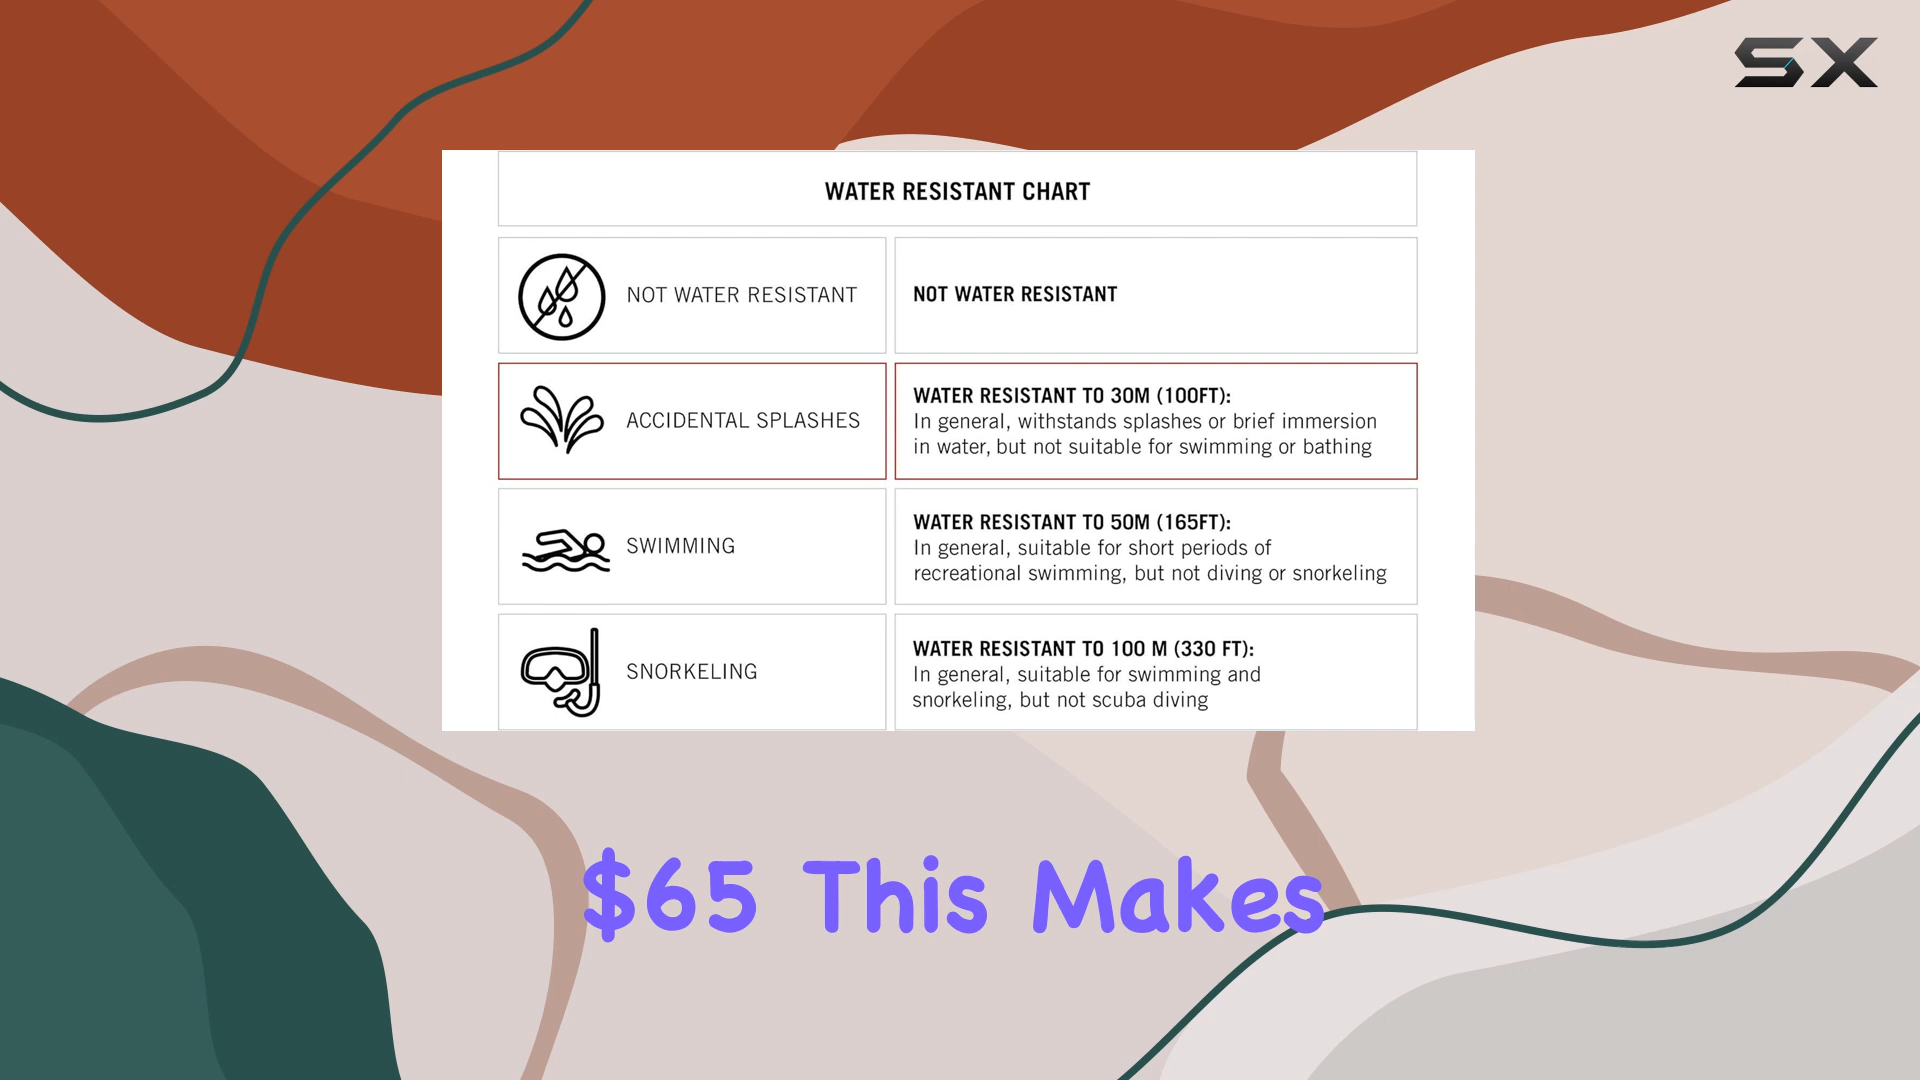 SX
WATER RESISTANT CHART
NOT WATER RESISTANT
NOT WATER RESISTANT
ACCIDENTAL SPLASHES
WATER RESISTANT TO 30M (100FT):
In general, withstands splashes or brief immersion
in water, but not suitable for swimming or bathing
SWIMMING
WATER RESISTANT TO 50M (165FT):
In general, suitable for short periods of
recreational swimming, but not diving or snorkeling
SNORKELING
WATER RESISTANT TO 100 M (330 FT):
In general, suitable for swimming and
snorkeling, but not scuba diving
$65 This Makes